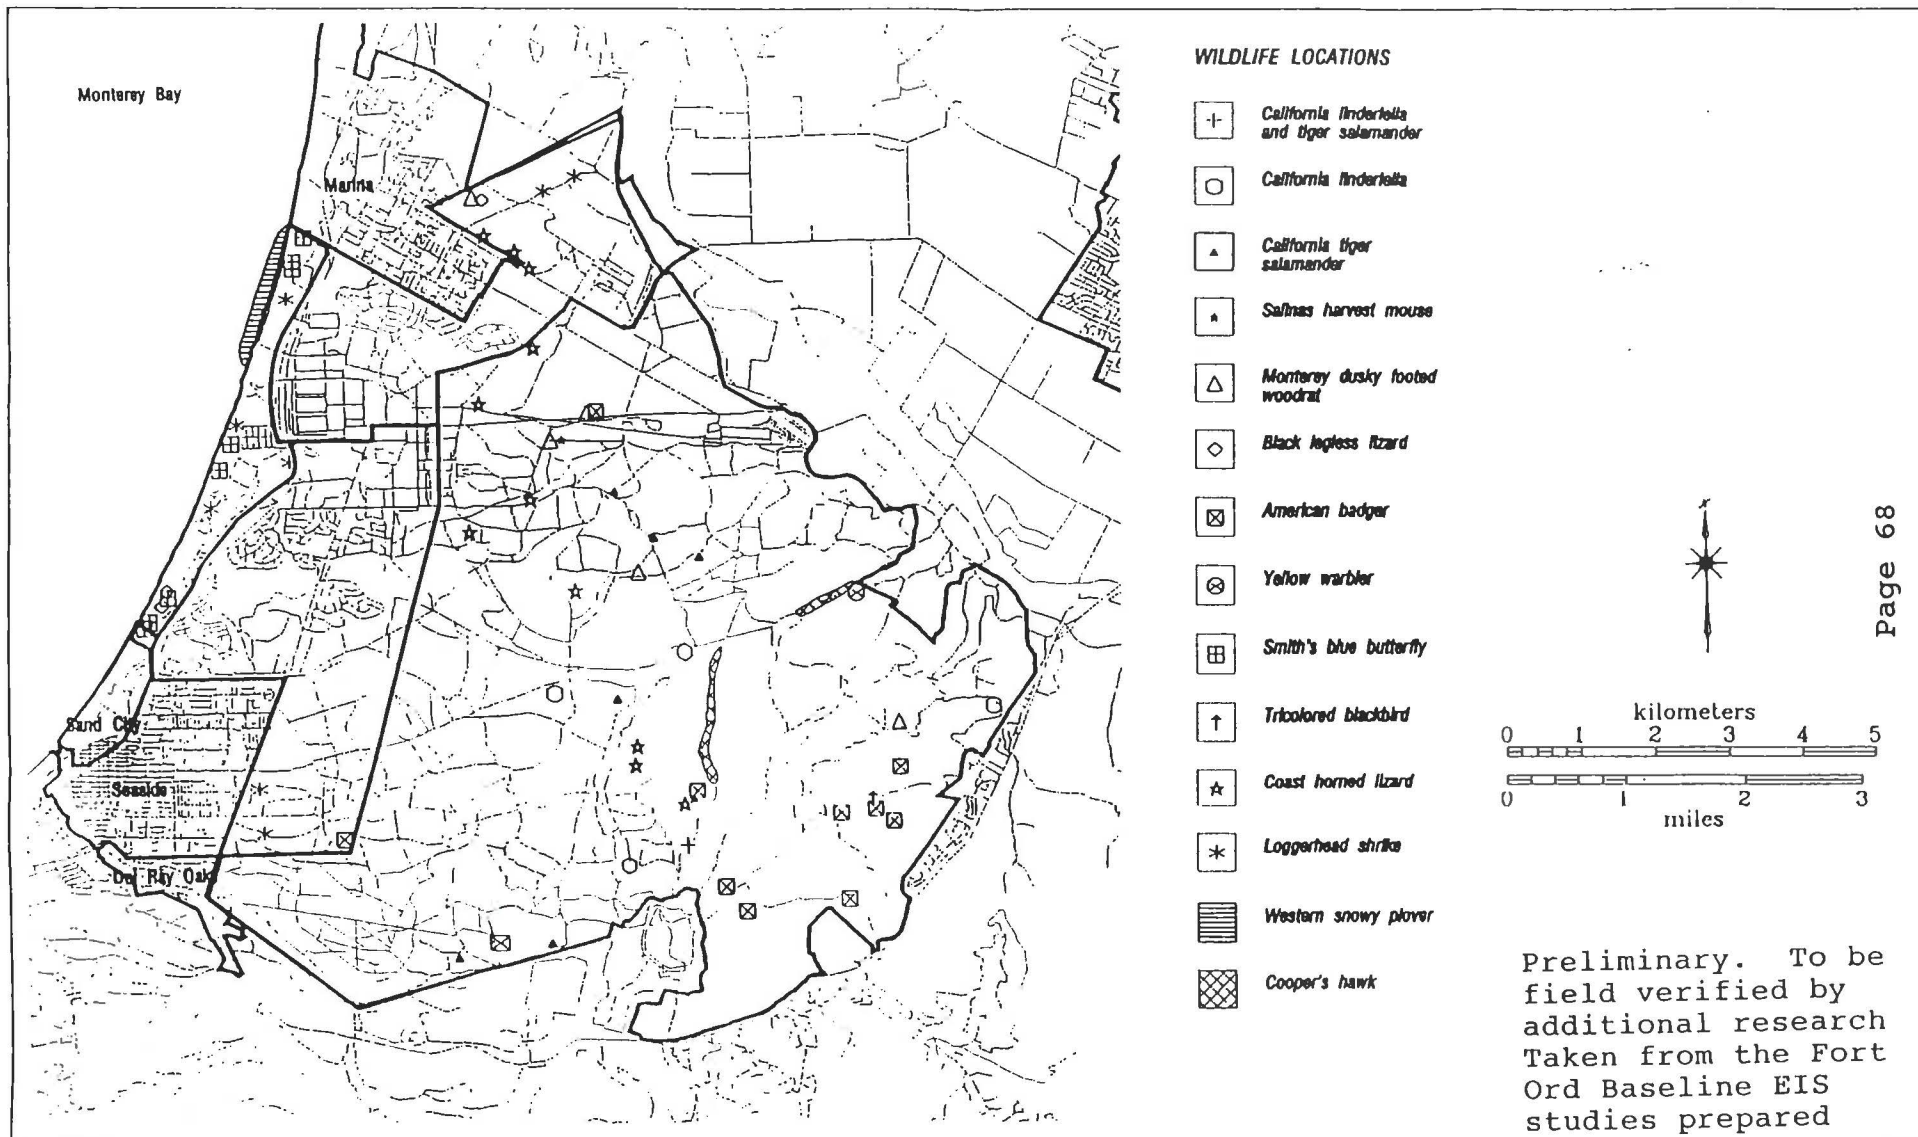 Monterey Bay
Marina
Sand City
Seaside
Del Ray Oaks
WILDLIFE LOCATIONS
California linderiella
and tiger salamander
California linderiella
California tiger
salamander
Salinas harvest mouse
Monterey dusky footed
woodrat
Black legless lizard
American badger
Yellow warbler
Smith's blue butterfly
Tricolored blackbird
Coast horned lizard
Loggerhead shrike
Western snowy plover
Cooper's hawk
kilometers
0 1 2 3 4 5
0 1 2 3
miles
Page 68
Preliminary. To be
field verified by
additional research
Taken from the Fort
Ord Baseline EIS
studies prepared